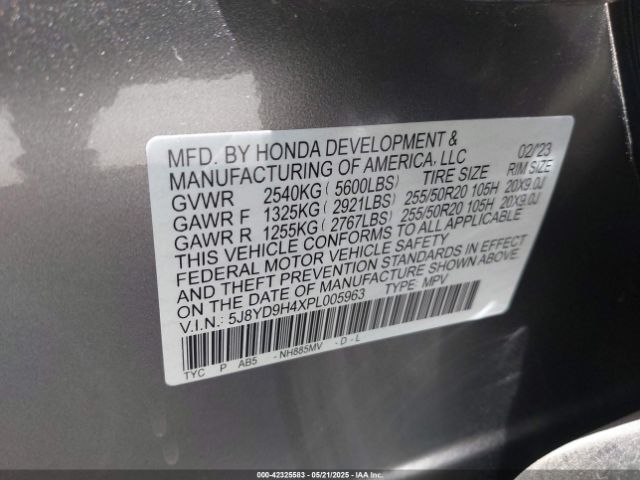 MFD. BY HONDA DEVELOPMENT & 02/23
MANUFACTURING OF AMERICA, LLC
TIRE SIZE RIM SIZE
GVWR 2540KG ( 5600LBS)
GAWR F 1325KG ( 2921LBS) 255/50R20 105H 20X9.0J
GAWR R 1255KG ( 2767LBS) 255/50R20 105H 20X9.0J
THIS VEHICLE CONFORMS TO ALL APPLICABLE
FEDERAL MOTOR VEHICLE SAFETY AND
THEFT PREVENTION STANDARDS IN EFFECT
ON THE DATE OF MANUFACTURE SHOWN ABOVE.
V.I.N.: 5J8YD9H4XPL005963 TYPE: MPV
TYC P AB5 - NH885MV - D - L
000-42325583 - 05/21/2025 - IAAI.COM